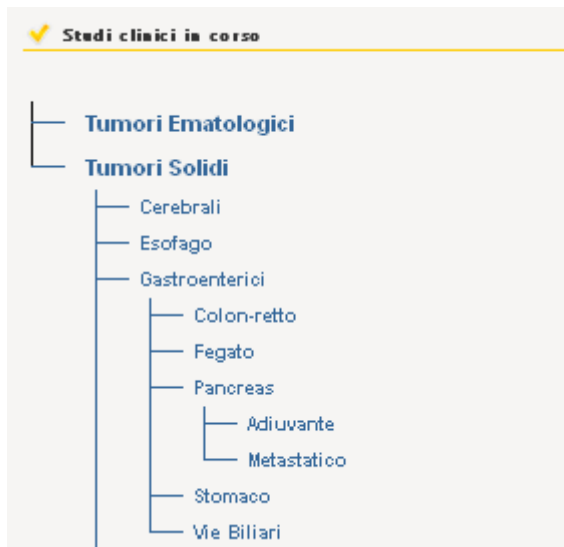 Studi clinici in corso
Tumori Ematologici
Tumori Solidi
Cerebrali
Esofago
Gastroenterici
Colon-retto
Fegato
Pancreas
Adiuvante
Metastatico
Stomaco
Vie Biliari